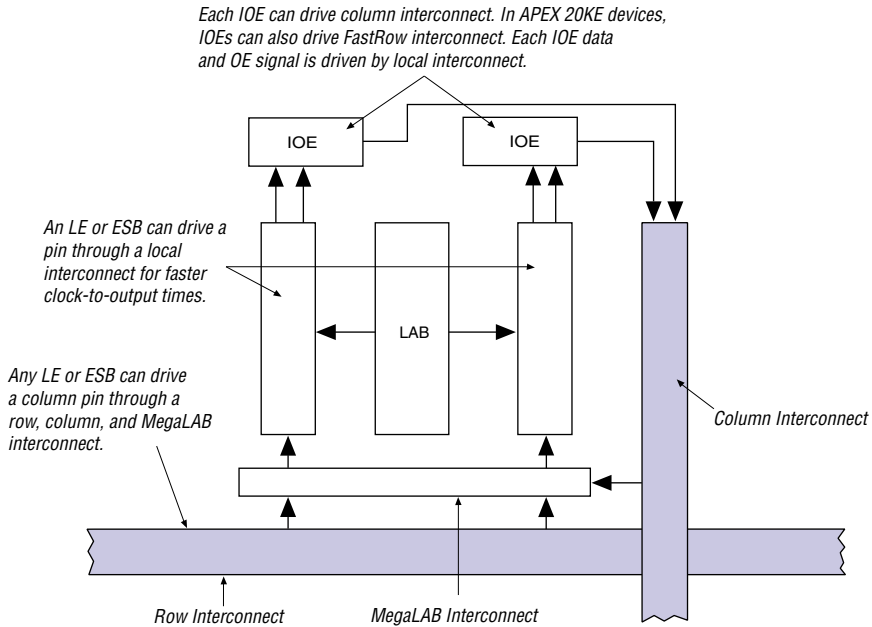 Each IOE can drive column interconnect. In APEX 20KE devices,
IOEs can also drive FastRow interconnect. Each IOE data
and OE signal is driven by local interconnect.
IOE
IOE
An LE or ESB can drive a
pin through a local
interconnect for faster
clock-to-output times.
LAB
Any LE or ESB can drive
a column pin through a
row, column, and MegaLAB
interconnect.
Column Interconnect
Row Interconnect
MegaLAB Interconnect